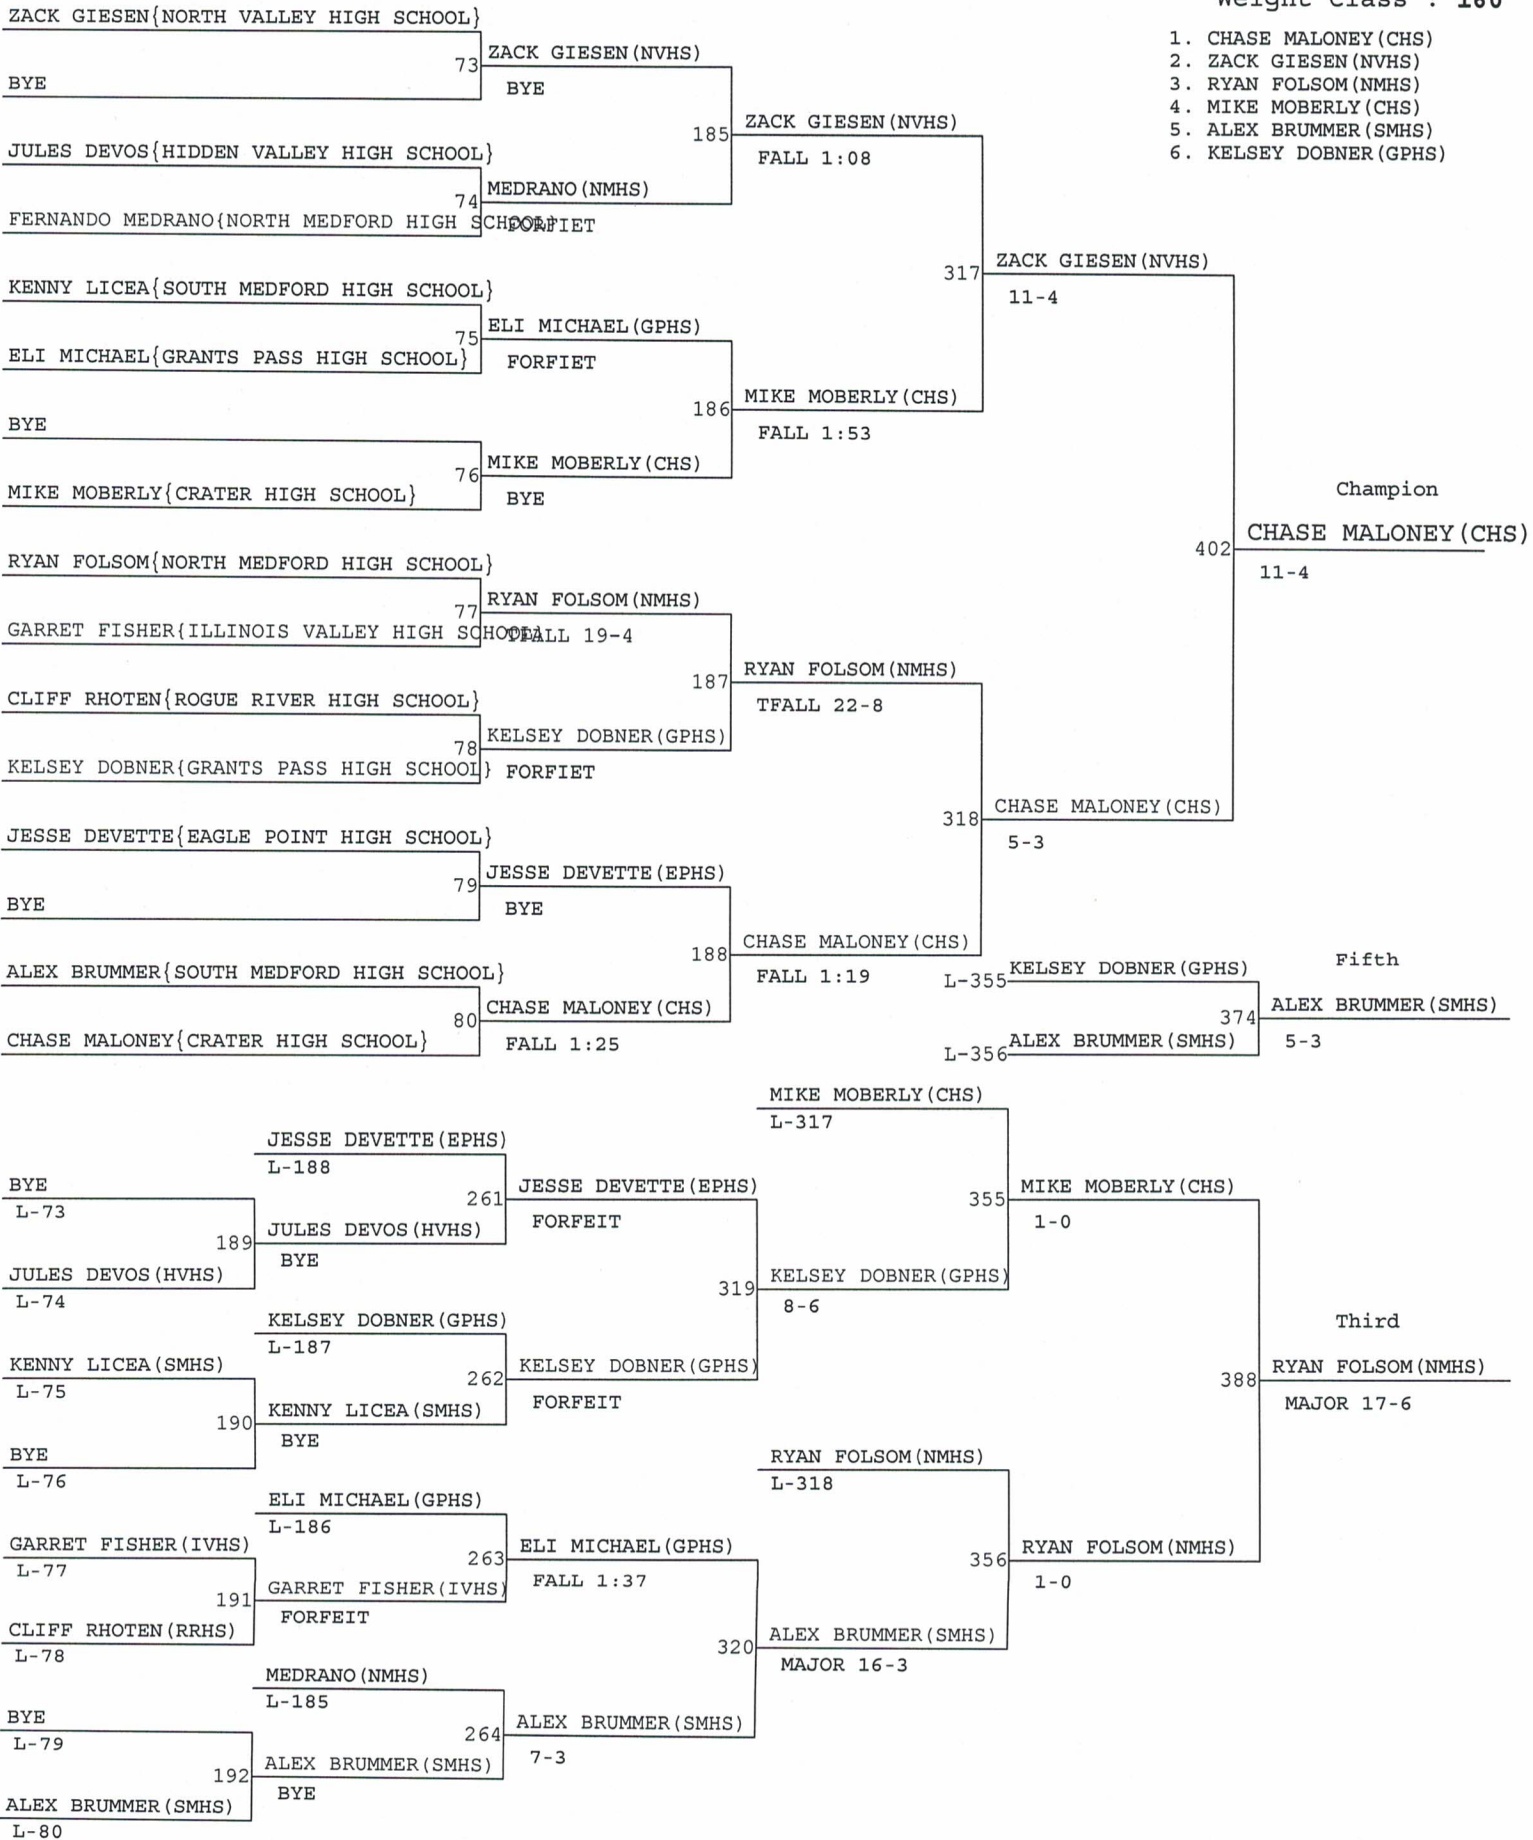 Weight Class : 160
1. CHASE MALONEY(CHS)
2. ZACK GIESEN(NVHS)
3. RYAN FOLSOM(NMHS)
4. MIKE MOBERLY(CHS)
5. ALEX BRUMMER(SMHS)
6. KELSEY DOBNER(GPHS)
ZACK GIESEN{NORTH VALLEY HIGH SCHOOL}
73
BYE
ZACK GIESEN(NVHS)
BYE
JULES DEVOS{HIDDEN VALLEY HIGH SCHOOL}
74
FERNANDO MEDRANO{NORTH MEDFORD HIGH SCHOOL}
MEDRANO(NMHS)
FORFIET
185
ZACK GIESEN(NVHS)
FALL 1:08
KENNY LICEA{SOUTH MEDFORD HIGH SCHOOL}
75
ELI MICHAEL{GRANTS PASS HIGH SCHOOL}
ELI MICHAEL(GPHS)
FORFIET
BYE
76
MIKE MOBERLY{CRATER HIGH SCHOOL}
MIKE MOBERLY(CHS)
BYE
186
MIKE MOBERLY(CHS)
FALL 1:53
317
ZACK GIESEN(NVHS)
11-4
RYAN FOLSOM{NORTH MEDFORD HIGH SCHOOL}
77
GARRET FISHER{ILLINOIS VALLEY HIGH SCHOOL}
RYAN FOLSOM(NMHS)
TFALL 19-4
CLIFF RHOTEN{ROGUE RIVER HIGH SCHOOL}
78
KELSEY DOBNER{GRANTS PASS HIGH SCHOOL}
KELSEY DOBNER(GPHS)
FORFIET
187
RYAN FOLSOM(NMHS)
TFALL 22-8
JESSE DEVETTE{EAGLE POINT HIGH SCHOOL}
79
BYE
JESSE DEVETTE(EPHS)
BYE
ALEX BRUMMER{SOUTH MEDFORD HIGH SCHOOL}
80
CHASE MALONEY{CRATER HIGH SCHOOL}
CHASE MALONEY(CHS)
FALL 1:25
188
CHASE MALONEY(CHS)
FALL 1:19
318
CHASE MALONEY(CHS)
5-3
Champion
402
CHASE MALONEY(CHS)
11-4
Fifth
L-355
KELSEY DOBNER(GPHS)
374
L-356
ALEX BRUMMER(SMHS)
ALEX BRUMMER(SMHS)
5-3
BYE
L-73
189
JULES DEVOS(HVHS)
L-74
JESSE DEVETTE(EPHS)
L-188
261
JULES DEVOS(HVHS)
BYE
JESSE DEVETTE(EPHS)
FORFEIT
KENNY LICEA(SMHS)
L-75
190
BYE
L-76
KELSEY DOBNER(GPHS)
L-187
262
KENNY LICEA(SMHS)
BYE
KELSEY DOBNER(GPHS)
FORFEIT
MIKE MOBERLY(CHS)
L-317
319
KELSEY DOBNER(GPHS)
8-6
355
MIKE MOBERLY(CHS)
1-0
GARRET FISHER(IVHS)
L-77
191
CLIFF RHOTEN(RRHS)
L-78
ELI MICHAEL(GPHS)
L-186
263
GARRET FISHER(IVHS)
FORFEIT
ELI MICHAEL(GPHS)
FALL 1:37
BYE
L-79
192
ALEX BRUMMER(SMHS)
L-80
MEDRANO(NMHS)
L-185
264
ALEX BRUMMER(SMHS)
BYE
ALEX BRUMMER(SMHS)
7-3
RYAN FOLSOM(NMHS)
L-318
320
ALEX BRUMMER(SMHS)
MAJOR 16-3
356
RYAN FOLSOM(NMHS)
1-0
Third
388
RYAN FOLSOM(NMHS)
MAJOR 17-6